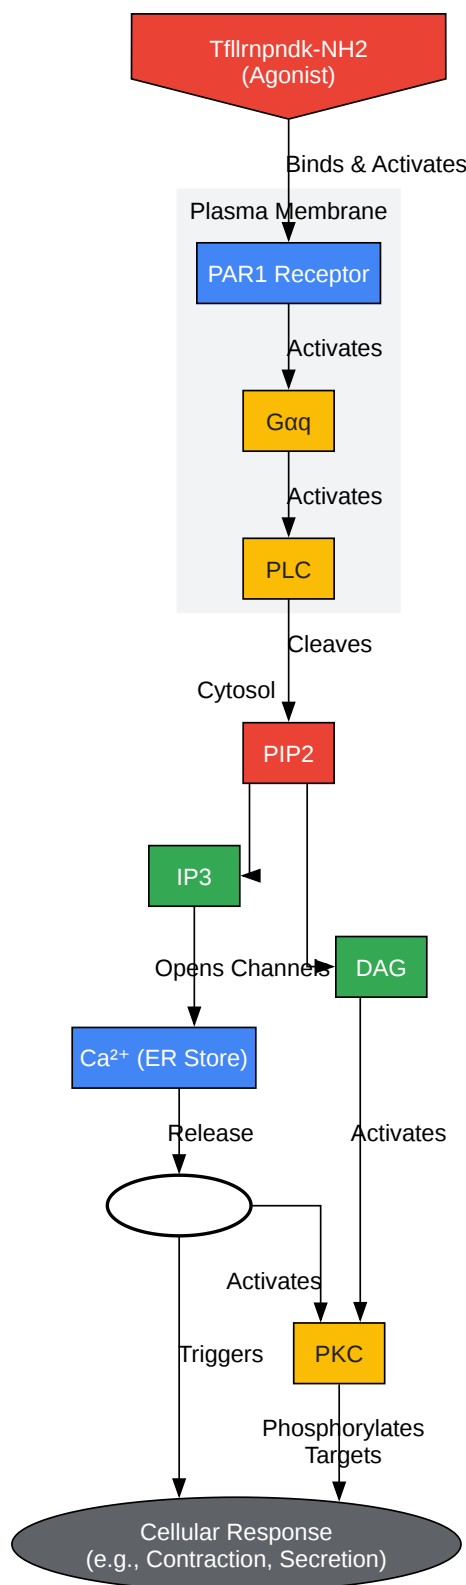 Tfllrnpndk-NH2
(Agonist)
Binds & Activates
Plasma Membrane
PAR1 Receptor
Activates
Gαq
Activates
PLC
Cleaves
Cytosol
PIP2
IP3
Opens Channels
DAG
Ca²⁺ (ER Store)
Release
Activates
Activates
Triggers
PKC
Phosphorylates
Targets
Cellular Response
(e.g., Contraction, Secretion)